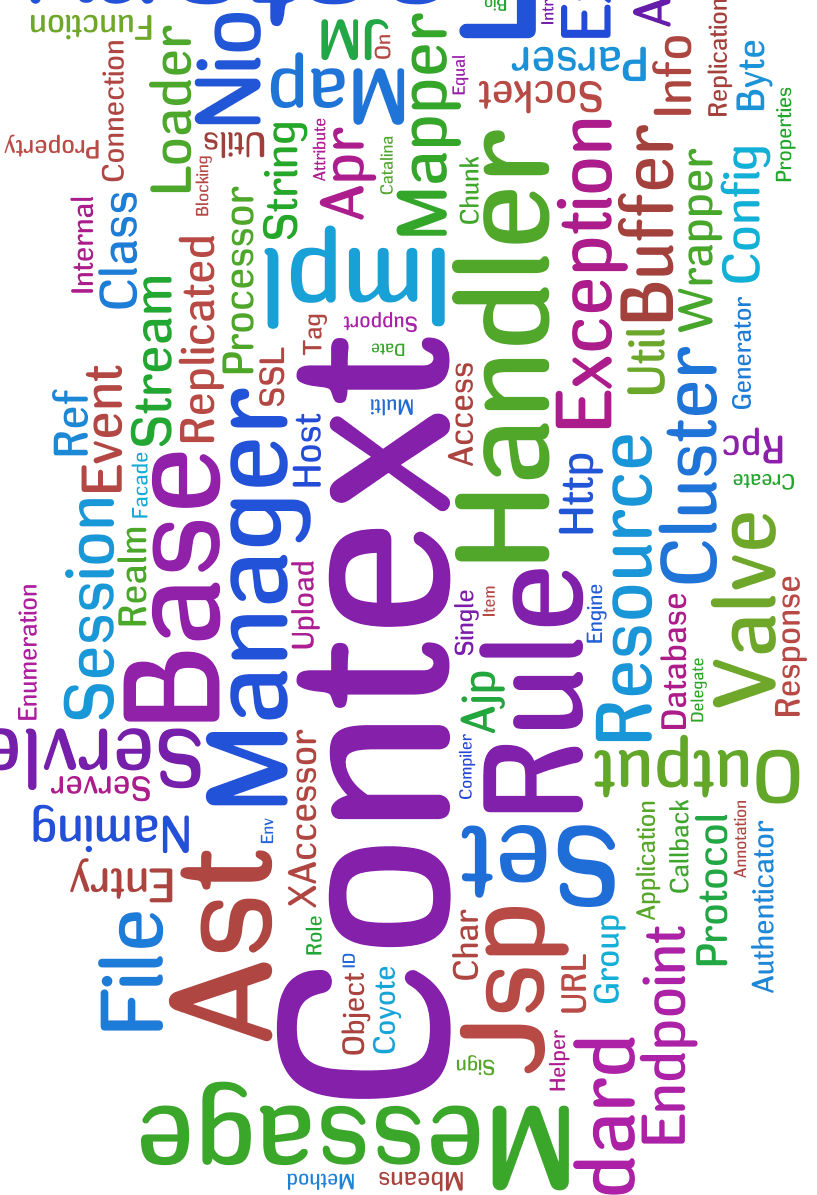 Function
Connection
Property
Loader
Nio
Utils
Blocking
JM
On
Map
Mapper
Equal
Bio
Parser
Socket
Info
Replication
Byte
Properties
String
Attribute
Apr
Catalina
Chunk
Handler
Exception
Buffer
Wrapper
Config
Internal
Class
Stream
Replicated
Processor
Impl
Support
Date
Tag
SSL
Multi
Access
Util
Generator
Cluster
Rpc
Create
Ref
Event
Facade
Base
Manager
Host
Context
Http
Resource
Valve
Response
Session
Realm
Enumeration
Upload
Single
Item
Rule
Engine
Database
Delegate
Ajp
Compiler
Output
Server
Naming
Env
XAccessor
Entry
Ast
Set
Application
Callback
Protocol
Annotation
Authenticator
File
Role
ID
Object
Coyote
Char
Jsp
URL
Group
Endpoint
Sign
Helper
dard
Message
Method
Mbeans